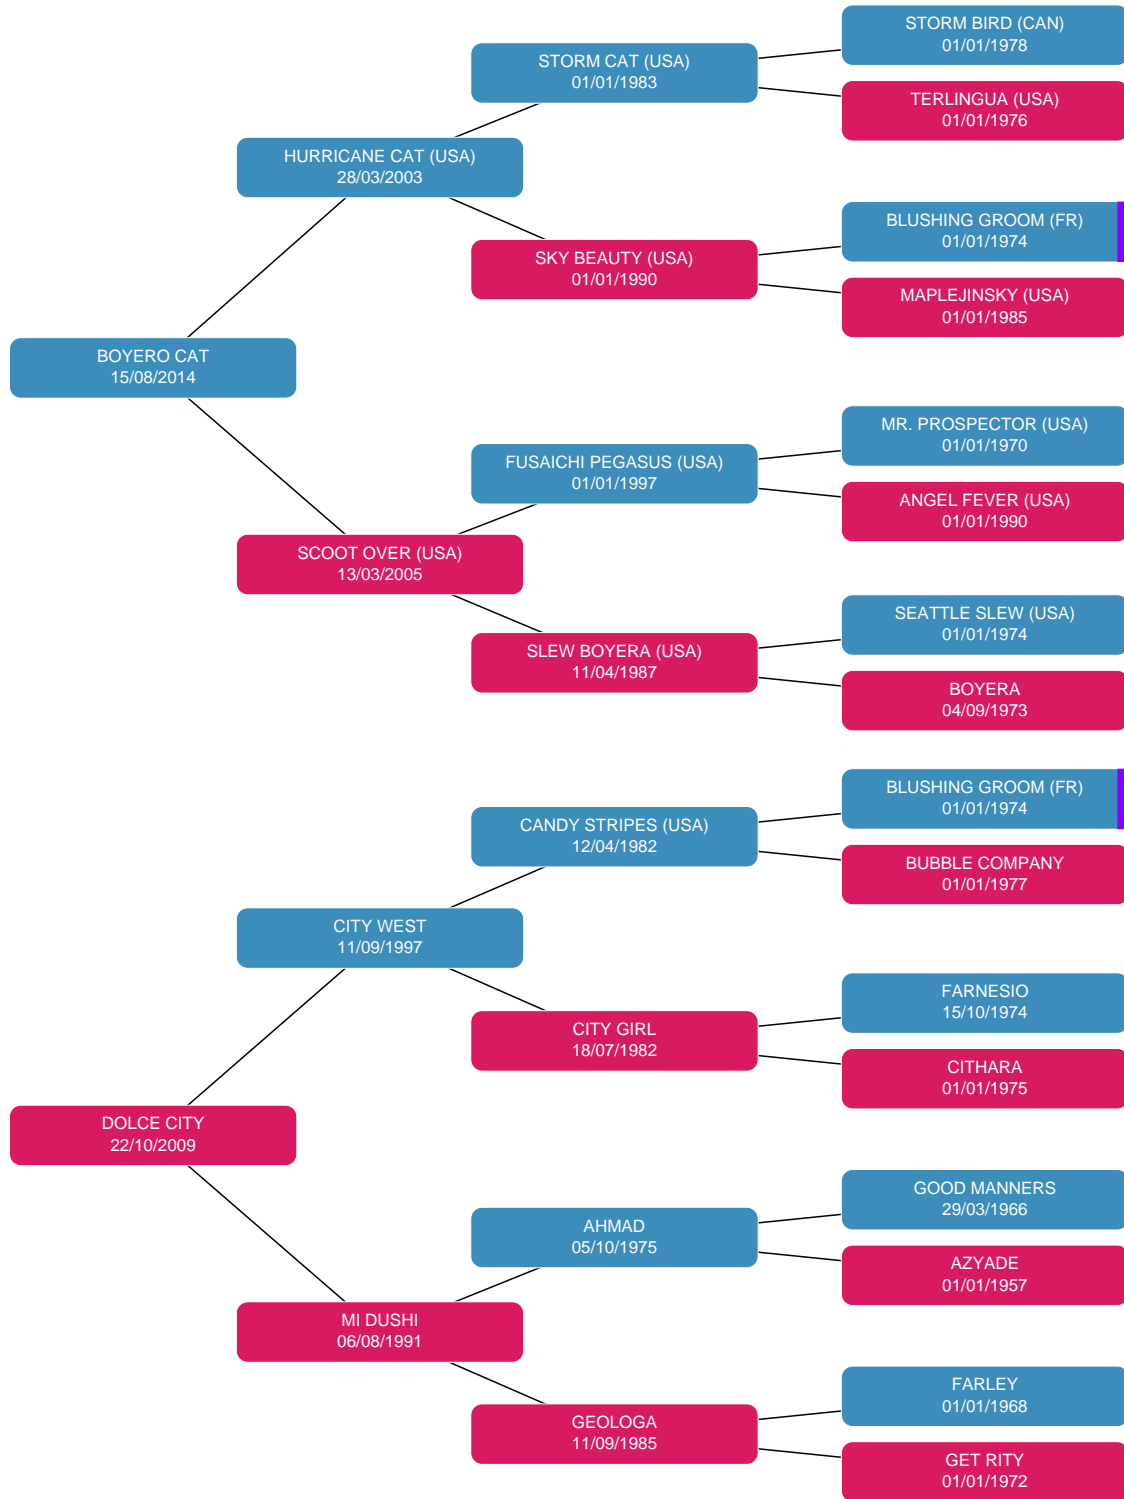 STORM BIRD (CAN)
01/01/1978
STORM CAT (USA)
01/01/1983
TERLINGUA (USA)
01/01/1976
HURRICANE CAT (USA)
28/03/2003
BLUSHING GROOM (FR)
01/01/1974
SKY BEAUTY (USA)
01/01/1990
MAPLEJINSKY (USA)
01/01/1985
BOYERO CAT
15/08/2014
MR. PROSPECTOR (USA)
01/01/1970
FUSAICHI PEGASUS (USA)
01/01/1997
ANGEL FEVER (USA)
01/01/1990
SCOOT OVER (USA)
13/03/2005
SEATTLE SLEW (USA)
01/01/1974
SLEW BOYERA (USA)
11/04/1987
BOYERA
04/09/1973
BLUSHING GROOM (FR)
01/01/1974
CANDY STRIPES (USA)
12/04/1982
BUBBLE COMPANY
01/01/1977
CITY WEST
11/09/1997
FARNESIO
15/10/1974
CITY GIRL
18/07/1982
CITHARA
01/01/1975
DOLCE CITY
22/10/2009
GOOD MANNERS
29/03/1966
AHMAD
05/10/1975
AZYADE
01/01/1957
MI DUSHI
06/08/1991
FARLEY
01/01/1968
GEOLOGA
11/09/1985
GET RITY
01/01/1972